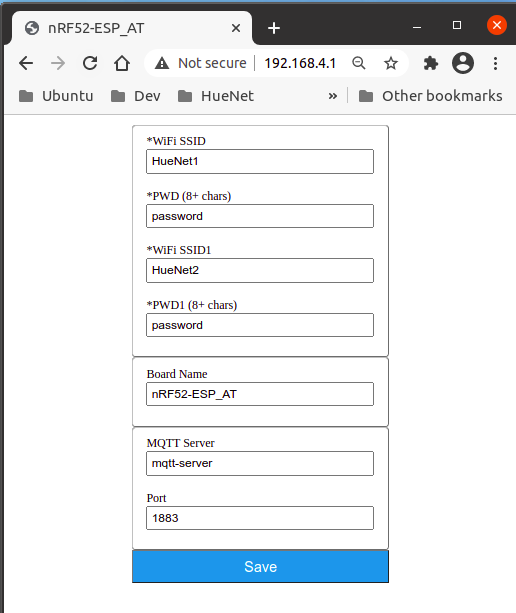 nRF52-ESP_AT
Not secure 192.168.4.1
Ubuntu Dev HueNet » Other bookmarks
*WiFi SSID
HueNet1
*PWD (8+ chars)
password
*WiFi SSID1
HueNet2
*PWD1 (8+ chars)
password
Board Name
nRF52-ESP_AT
MQTT Server
mqtt-server
Port
1883
Save